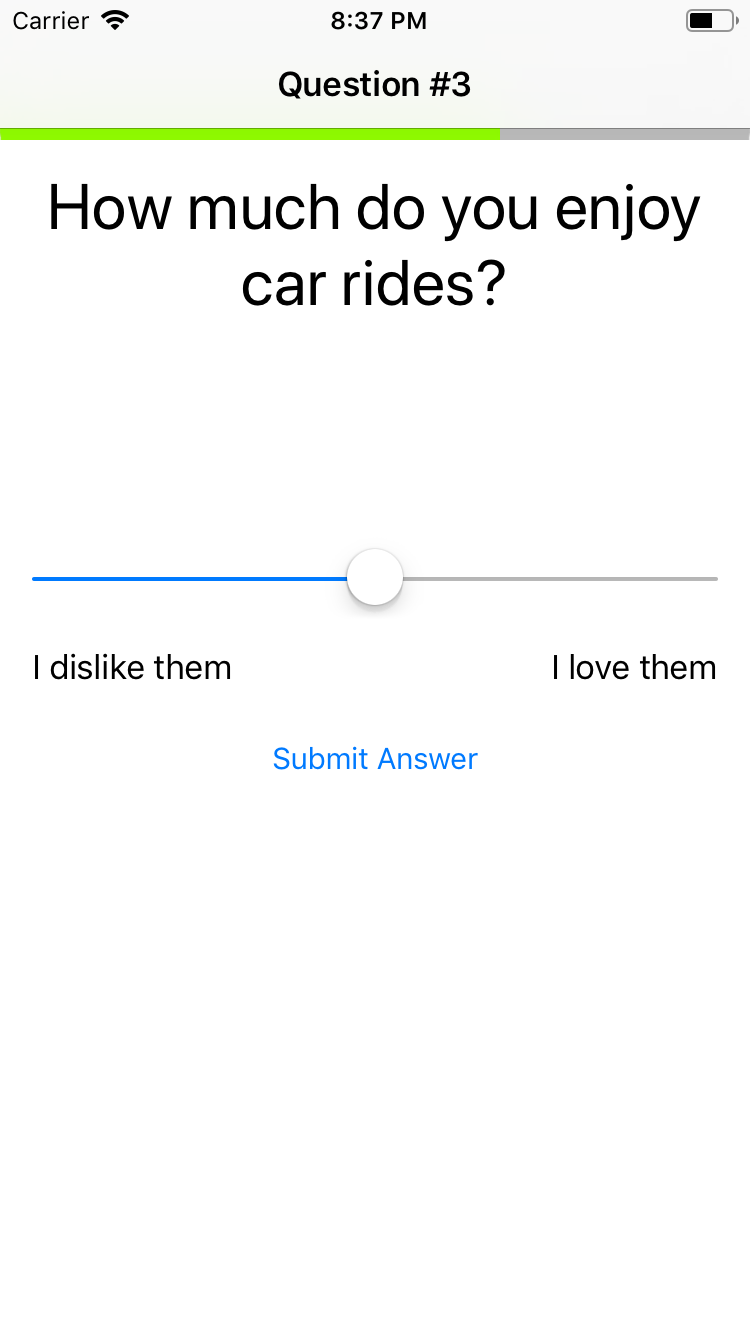 Carrier 8:37 PM
Question #3
How much do you enjoy
car rides?
I dislike them I love them
Submit Answer